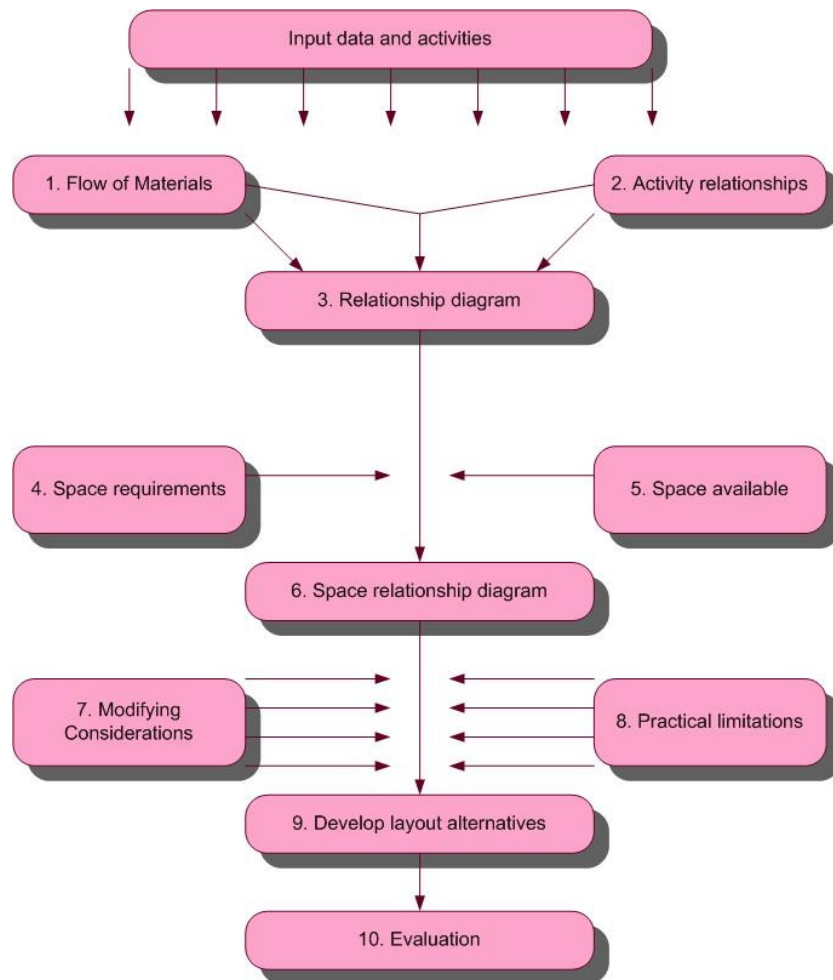 Input data and activities
1. Flow of Materials
2. Activity relationships
3. Relationship diagram
4. Space requirements
5. Space available
6. Space relationship diagram
7. Modifying
Considerations
8. Practical limitations
9. Develop layout alternatives
10. Evaluation